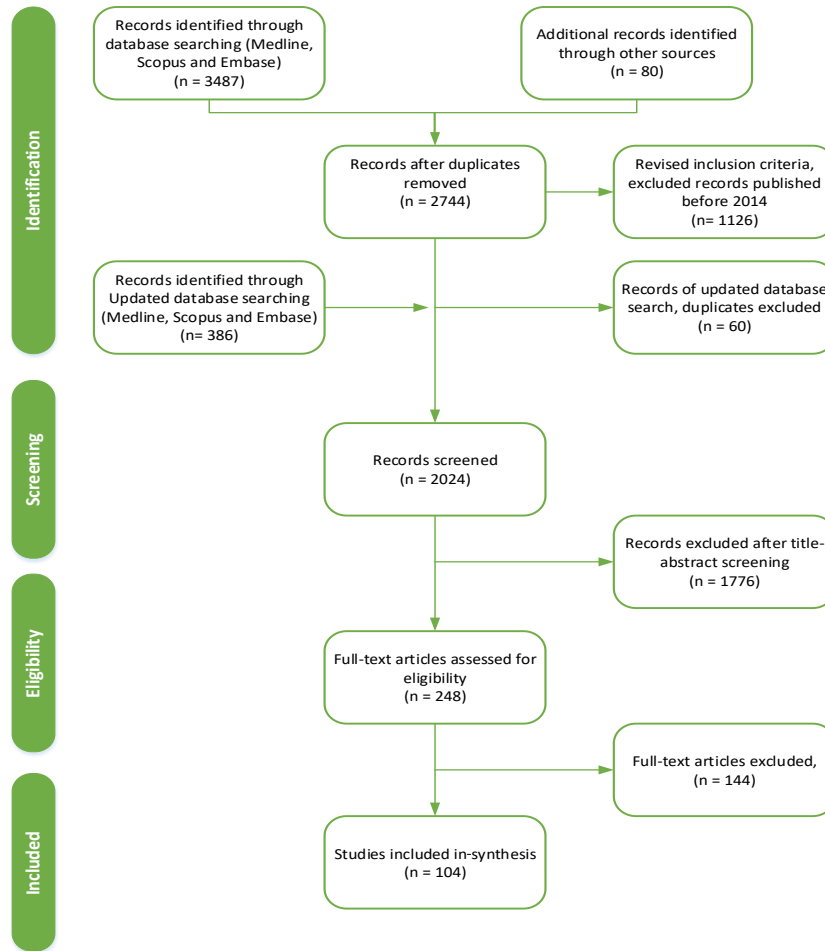 Records identified through
database searching (Medline,
Scopus and Embase)
(n = 3487)
Additional records identified
through other sources
(n = 80)
Identification
Records after duplicates
removed
(n = 2744)
Revised inclusion criteria,
excluded records published
before 2014
(n= 1126)
Records identified through
Updated database searching
(Medline, Scopus and Embase)
(n= 386)
Records of updated database
search, duplicates excluded
(n = 60)
Screening
Records screened
(n = 2024)
Records excluded after title-
abstract screening
(n = 1776)
Eligibility
Full-text articles assessed for
eligibility
(n = 248)
Full-text articles excluded,
(n = 144)
Included
Studies included in-synthesis
(n = 104)